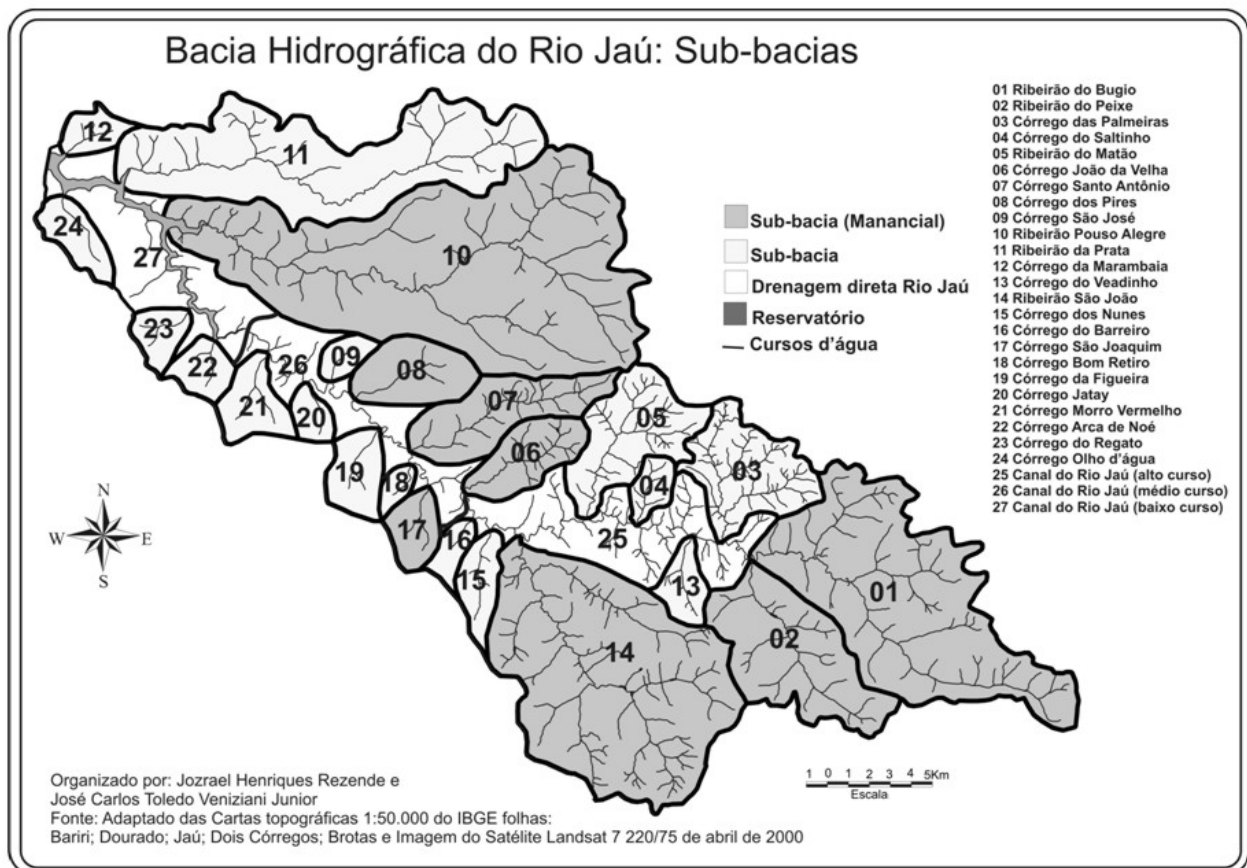 Bacia Hidrográfica do Rio Jaú: Sub-bacias
01 Ribeirão do Bugio
02 Ribeirão do Peixe
03 Córrego das Palmeiras
04 Córrego do Saltinho
05 Ribeirão do Matão
06 Córrego João da Velha
07 Córrego Santo Antônio
08 Córrego dos Pires
09 Córrego São José
10 Ribeirão Pouso Alegre
11 Ribeirão da Prata
12 Córrego da Marambaia
13 Córrego do Veadinho
14 Ribeirão São João
15 Córrego dos Nunes
16 Córrego do Barreiro
17 Córrego São Joaquim
18 Córrego Bom Retiro
19 Córrego da Figueira
20 Córrego Jatay
21 Córrego Morro Vermelho
22 Córrego Arca de Noé
23 Córrego do Regato
24 Córrego Olho d'água
25 Canal do Rio Jaú (alto curso)
26 Canal do Rio Jaú (médio curso)
27 Canal do Rio Jaú (baixo curso)
Sub-bacia (Manancial)
Sub-bacia
Drenagem direta Rio Jaú
Reservatório
Cursos d'água
12
11
24
27
10
23
22
26
09
08
21
20
07
05
06
19
18
04
03
17
16
25
15
13
01
02
14
N
W
E
S
1 0 1 2 3 4 5Km
Escala
Organizado por: Jozrael Henriques Rezende e
José Carlos Toledo Veniziani Junior
Fonte: Adaptado das Cartas topográficas 1:50.000 do IBGE folhas:
Bariri; Dourado; Jaú; Dois Córregos; Brotas e Imagem do Satélite Landsat 7 220/75 de abril de 2000